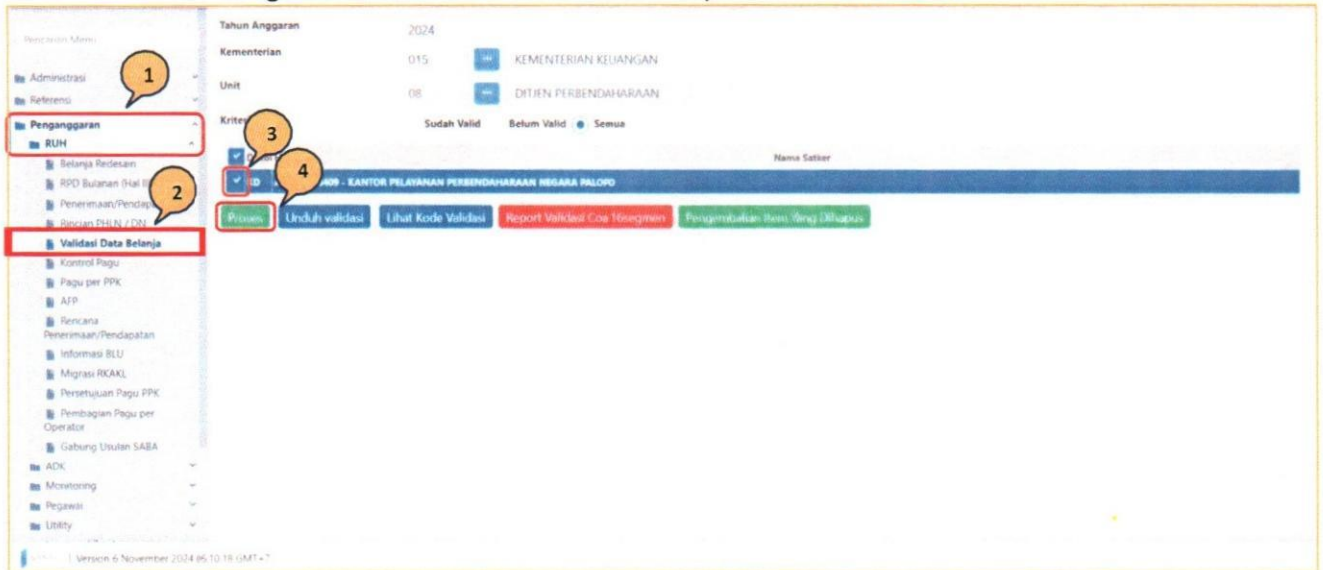 Pencarian Menu
Administrasi
Referensi
Penganggaran
RUH
Belanja Redesain
RPD Bulanan (Hal III
Penerimaan/Pendap
Rincian PHLN / DN
Validasi Data Belanja
Kontrol Pagu
Pagu per PPK
AFP
Rencana
Penerimaan/Pendapatan
Informasi BLU
Migrasi RKAKL
Persetujuan Pagu PPK
Pembagian Pagu per
Operator
Gabung Usulan SABA
ADK
Monitoring
Pegawai
Utility
Version 6 November 2024
GMT+7
1
2
Tahun Anggaran 2024
Kementerian 015 ... KEMENTERIAN KEUANGAN
Unit 08 ... DITJEN PERBENDAHARAAN
Sudah Valid Belum Valid Semua
3
4
Nama Satker
KD
- KANTOR PELAYANAN PERBENDAHARAAN NEGARA PALOPO
Proses Unduh validasi Lihat Kode Validasi Report Validasi Coa 16segmen Pengembalian Item Yang Dihapus